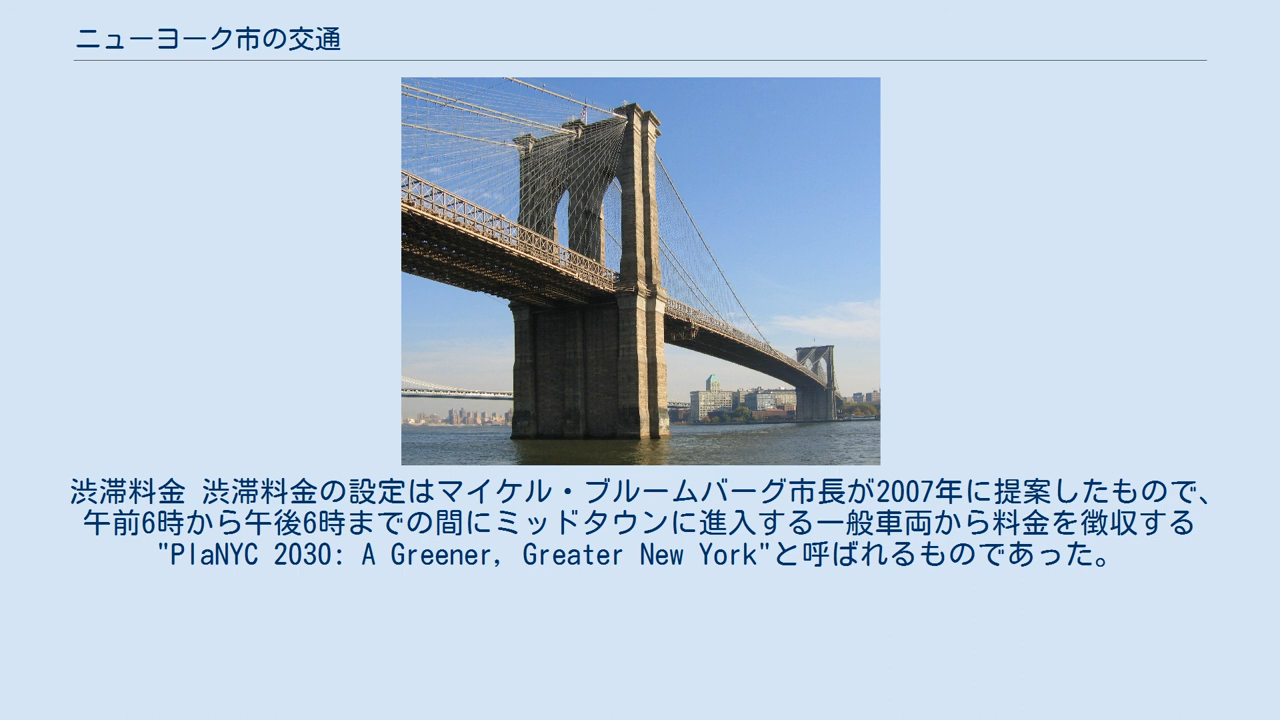 ニューヨーク市の交通
渋滞料金 渋滞料金の設定はマイケル・ブルームバーグ市長が2007年に提案したもので、
午前6時から午後6時までの間にミッドタウンに進入する一般車両から料金を徴収する
"PlaNYC 2030: A Greener, Greater New York"と呼ばれるものであった。